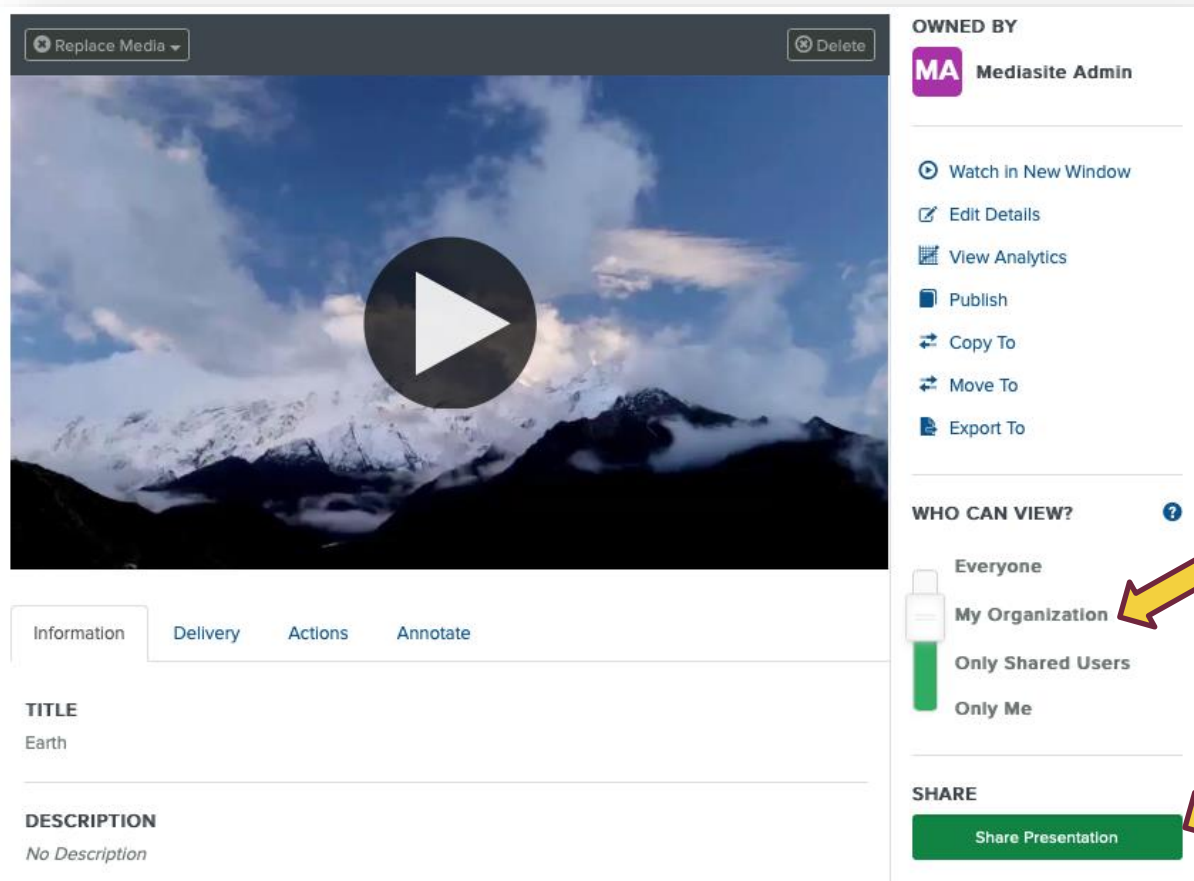 Replace Media
Delete
OWNED BY
MA Mediasite Admin
Watch in New Window
Edit Details
View Analytics
Publish
Copy To
Move To
Export To
WHO CAN VIEW?
?
Everyone
My Organization
Only Shared Users
Only Me
SHARE
Share Presentation
Information Delivery Actions Annotate
TITLE
Earth
DESCRIPTION
No Description